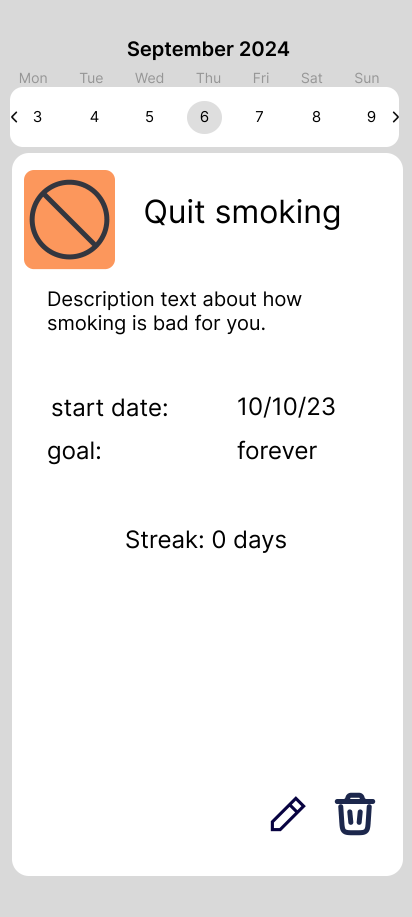 September 2024
Mon Tue Wed Thu Fri Sat Sun
3 4 5 6 7 8 9
Quit smoking
Description text about how
smoking is bad for you.
start date: 10/10/23
goal: forever
Streak: 0 days